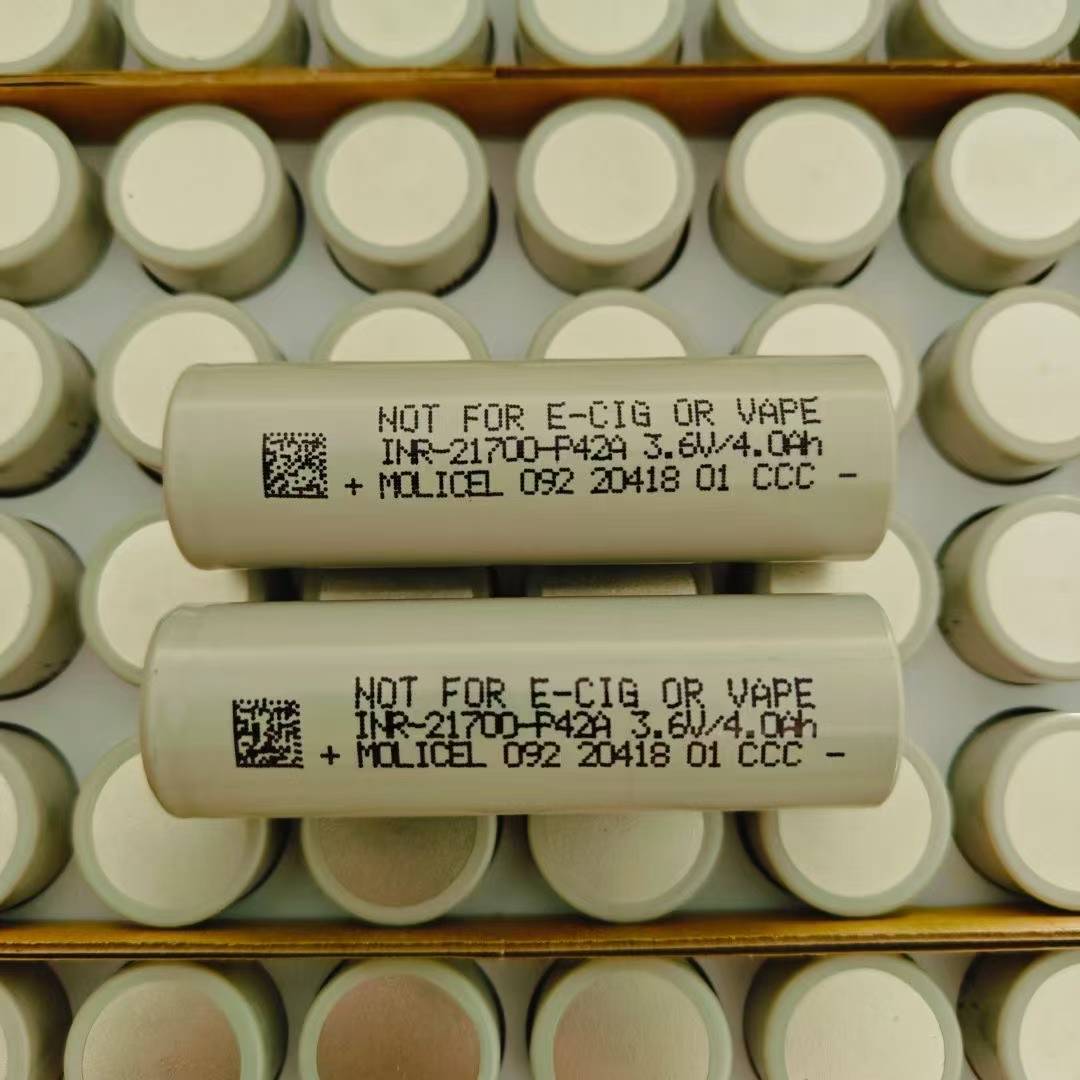 NOT FOR E-CIG OR VAPE
INR-21700-P42A 3.6V/4.0Ah
+ MOLICEL 092 20418 01 CCC -
NOT FOR E-CIG OR VAPE
INR-21700-P42A 3.6V/4.0Ah
+ MOLICEL 092 20418 01 CCC -